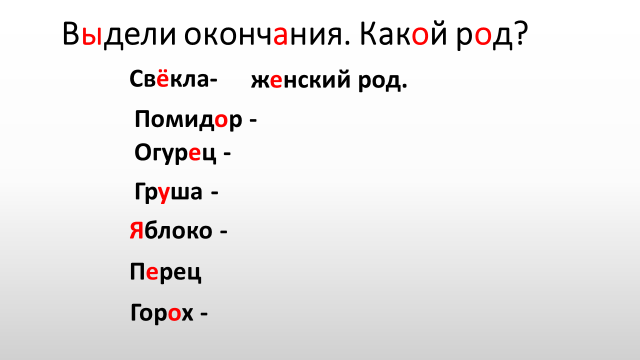 Выдели окончания. Какой род?
Свёкла- женский род.
Помидор -
Огурец -
Груша -
Яблоко -
Перец
Горох -